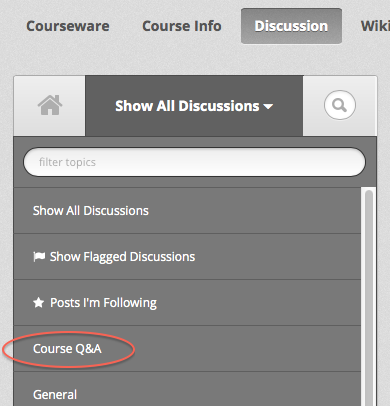 Courseware Course Info Discussion Wiki
Show All Discussions
filter topics
Show All Discussions
Show Flagged Discussions
Posts I'm Following
Course Q&A
General